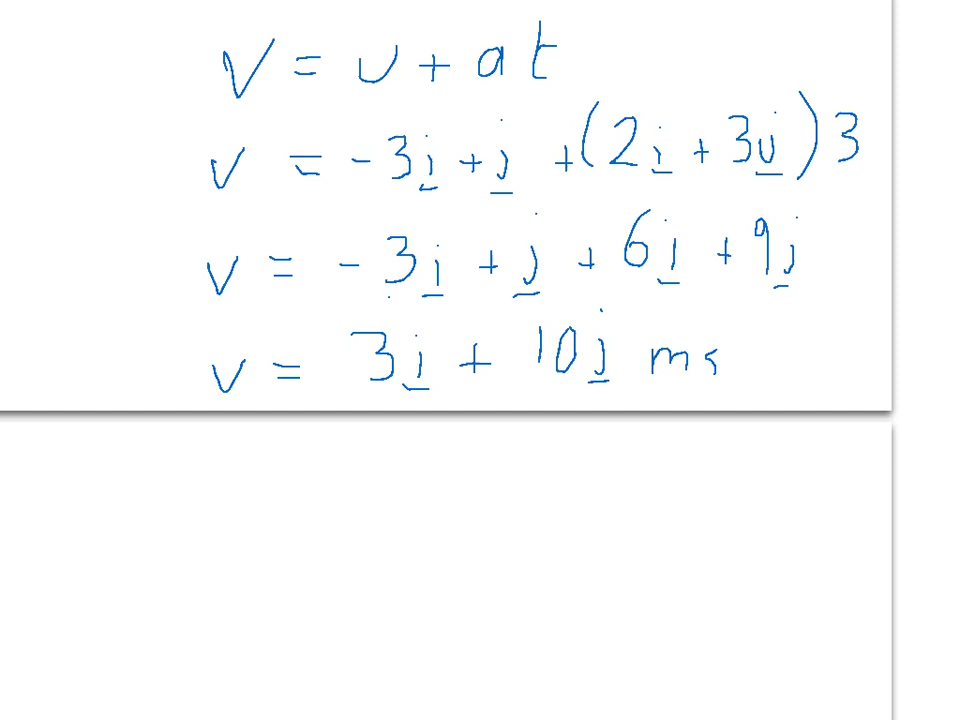 v = u + at
v = -3i + j + (2i + 3j)3
v = -3i + j + 6i + 9j
v = 3i + 10j ms